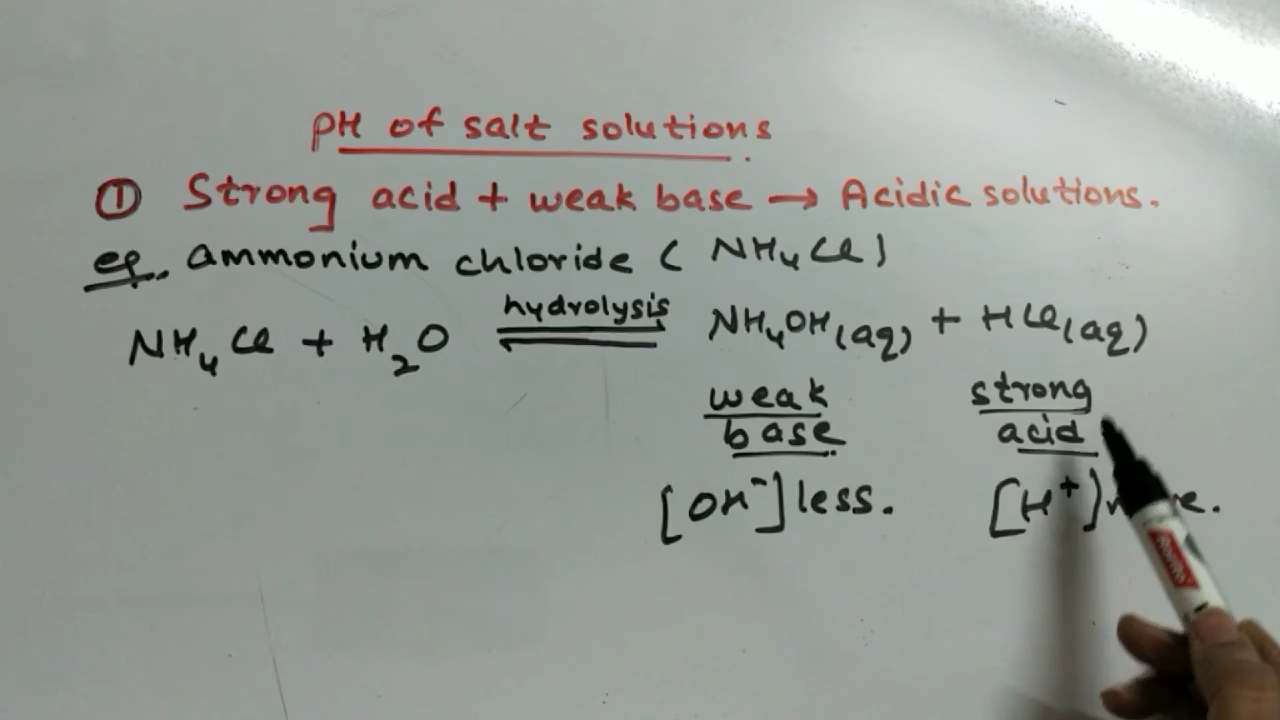 pH of salt solutions
① Strong acid + weak base → Acidic solutions.
eg. ammonium chloride ( NH₄Cl )
hydrolysis
NH₄Cl + H₂O ⇌ NH₄OH(aq) + HCl(aq)
weak base strong acid
[OH⁻] less. [H⁺]